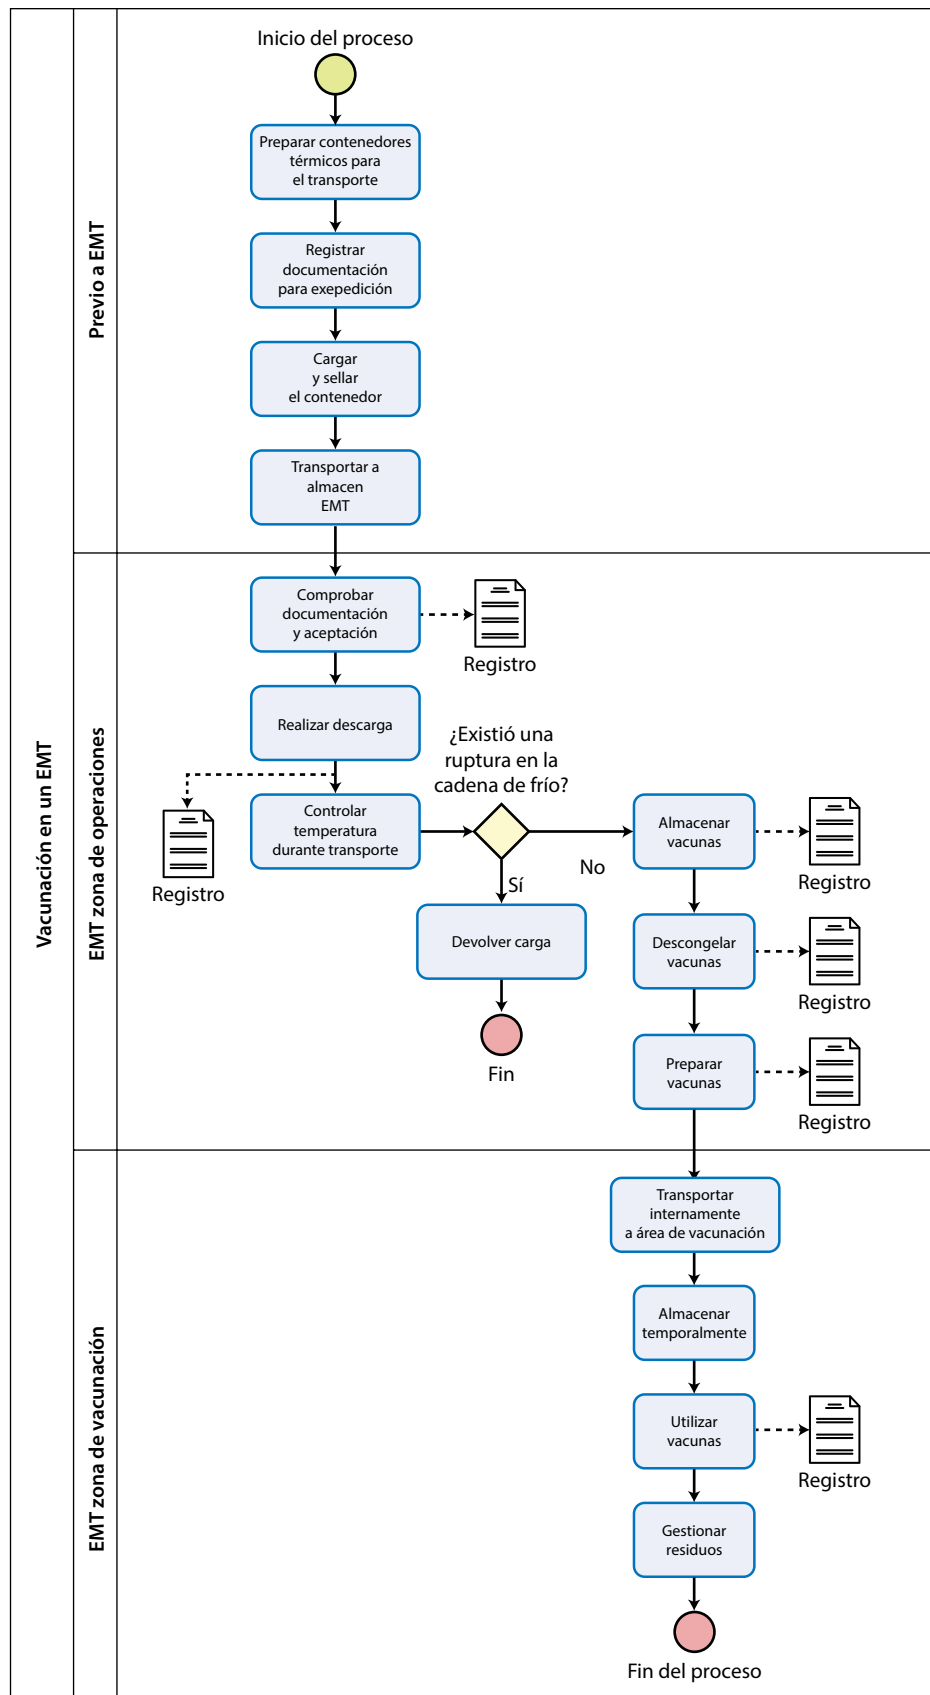 Vacunación en un EMT
Previo a EMT
Inicio del proceso
Preparar contenedores
térmicos para
el transporte
Registrar
documentación
para exepedición
Cargar
y sellar
el contenedor
Transportar a
almacen
EMT
EMT zona de operaciones
Comprobar
documentación
y aceptación
Registro
Realizar descarga
Registro
Controlar
temperatura
durante transporte
¿Existió una
ruptura en la
cadena de frío?
Sí
No
Devolver carga
Fin
Almacenar
vacunas
Registro
Descongelar
vacunas
Registro
Preparar
vacunas
Registro
EMT zona de vacunación
Transportar
internamente
a área de vacunación
Almacenar
temporalmente
Utilizar
vacunas
Registro
Gestionar
residuos
Fin del proceso